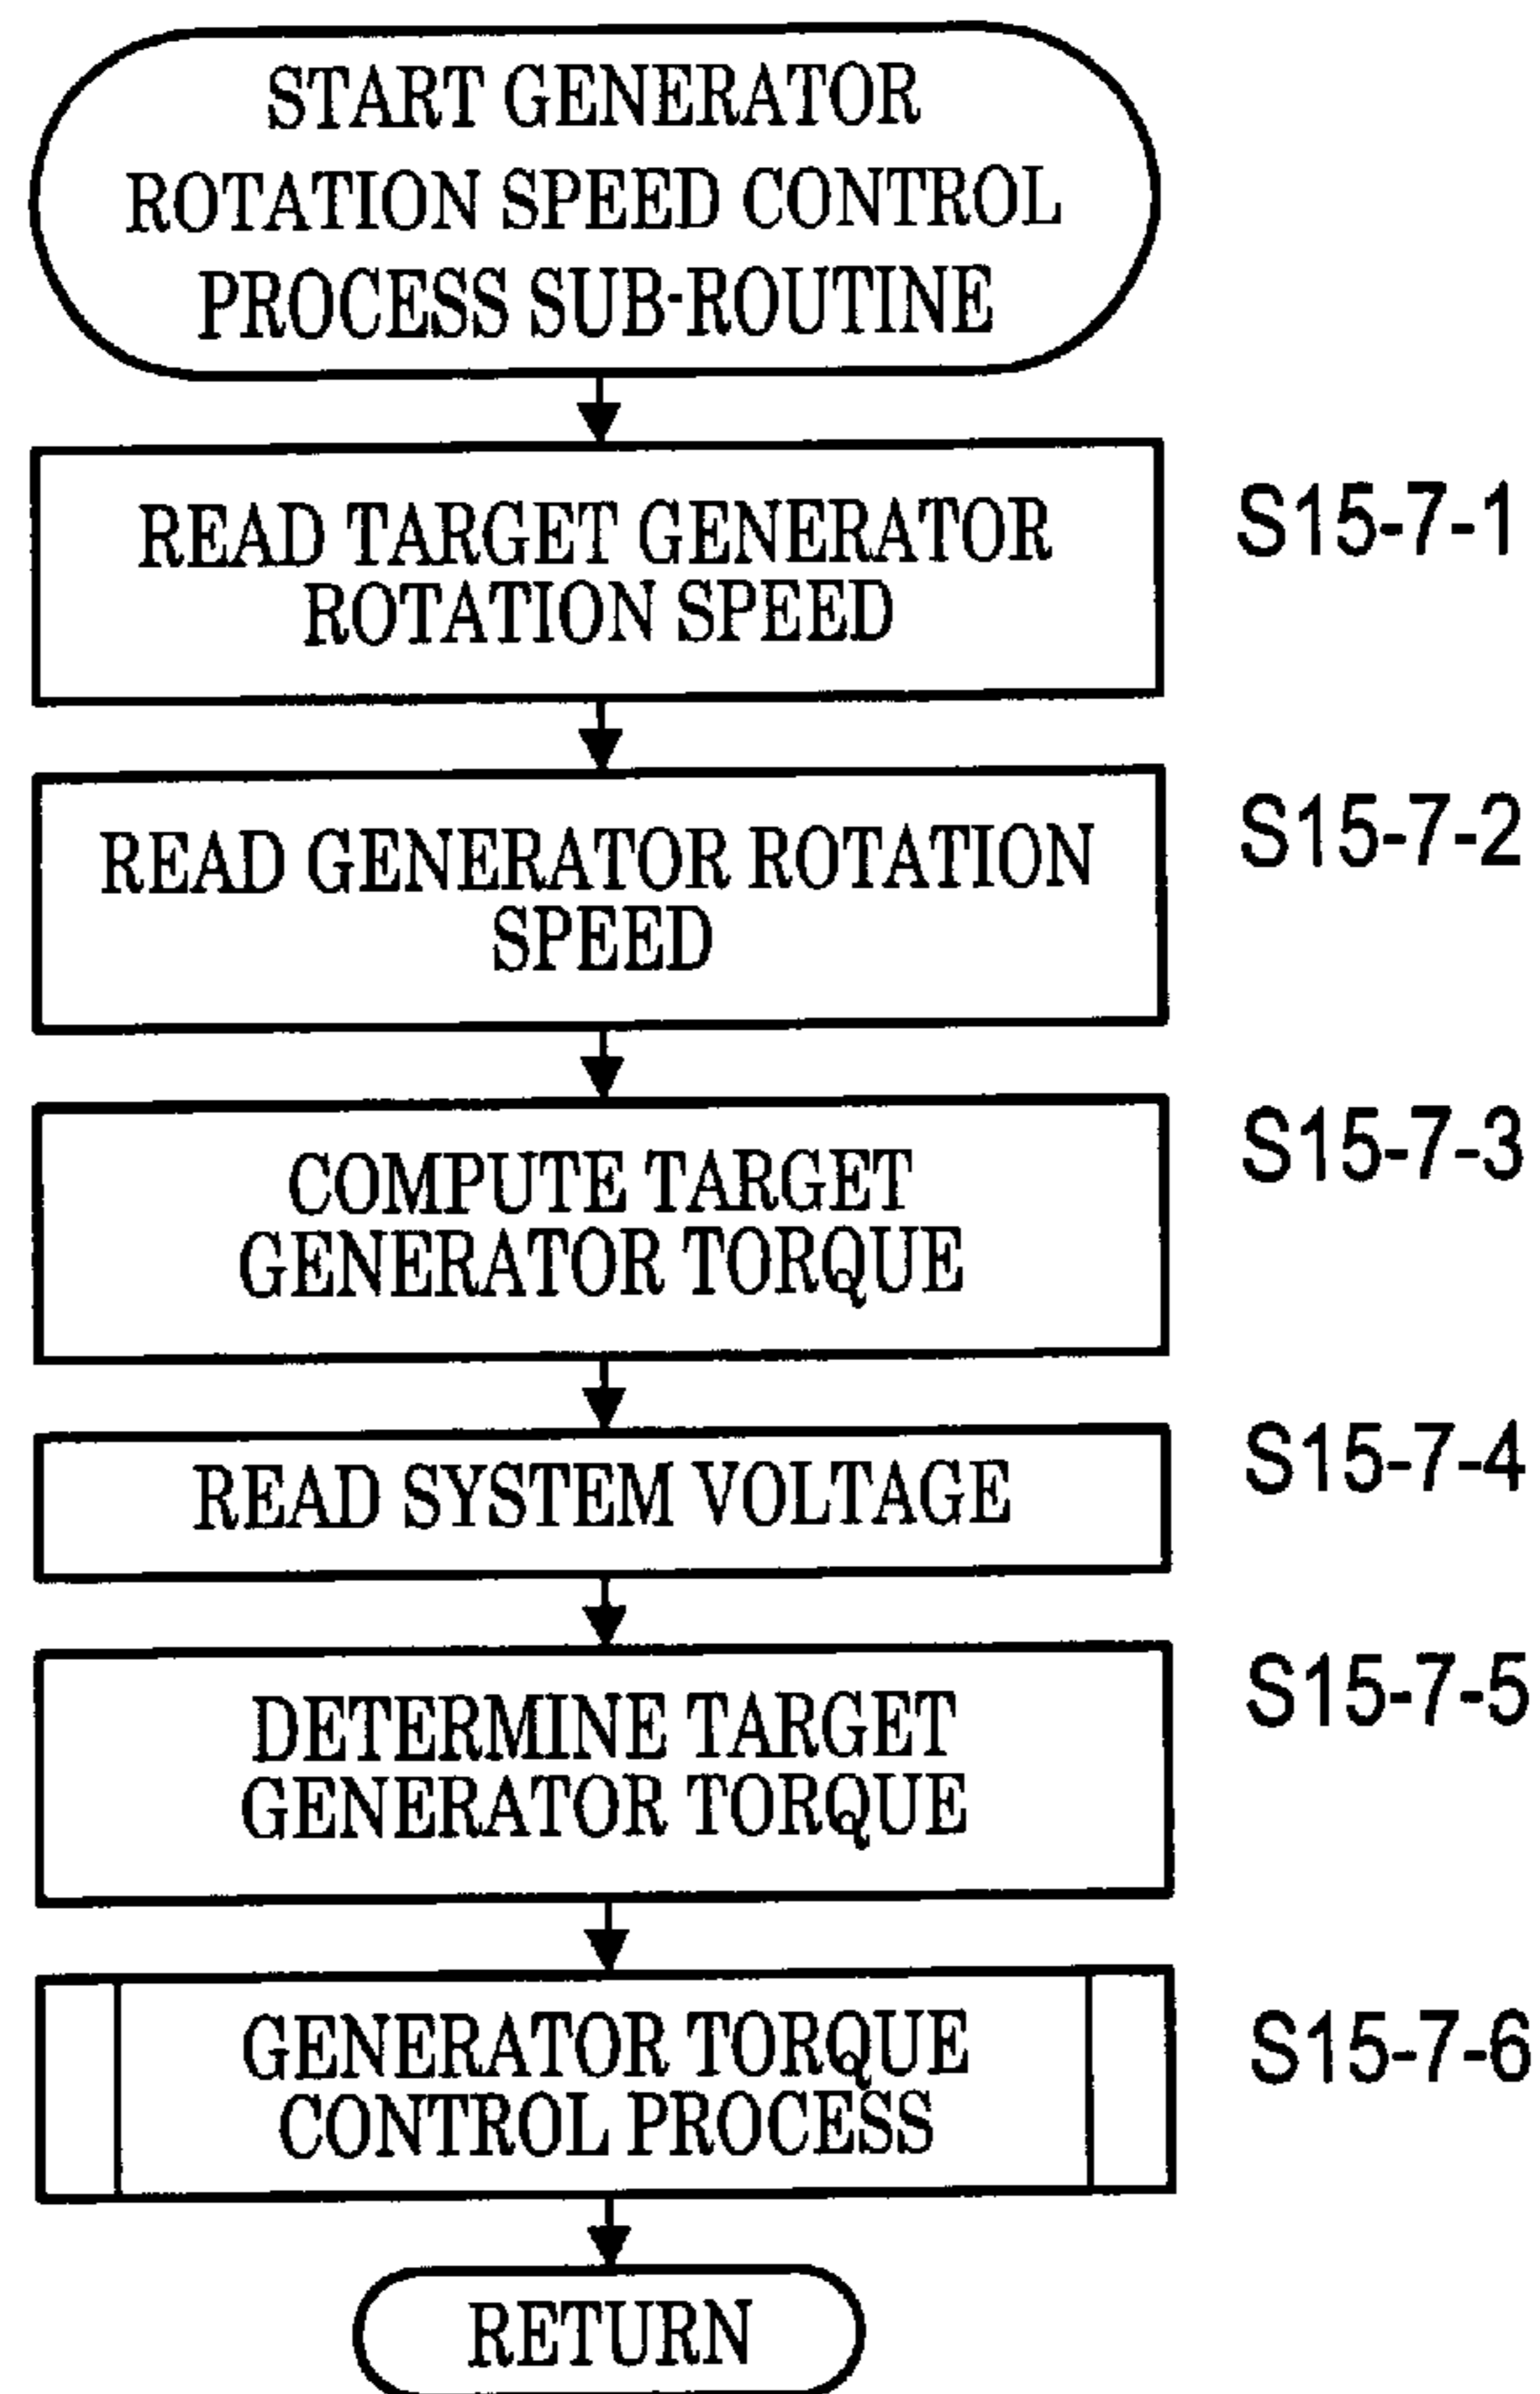 START GENERATOR
ROTATION SPEED CONTROL
PROCESS SUB-ROUTINE
READ TARGET GENERATOR
ROTATION SPEED
S15-7-1
READ GENERATOR ROTATION
SPEED
S15-7-2
COMPUTE TARGET
GENERATOR TORQUE
S15-7-3
READ SYSTEM VOLTAGE
S15-7-4
DETERMINE TARGET
GENERATOR TORQUE
S15-7-5
GENERATOR TORQUE
CONTROL PROCESS
S15-7-6
RETURN